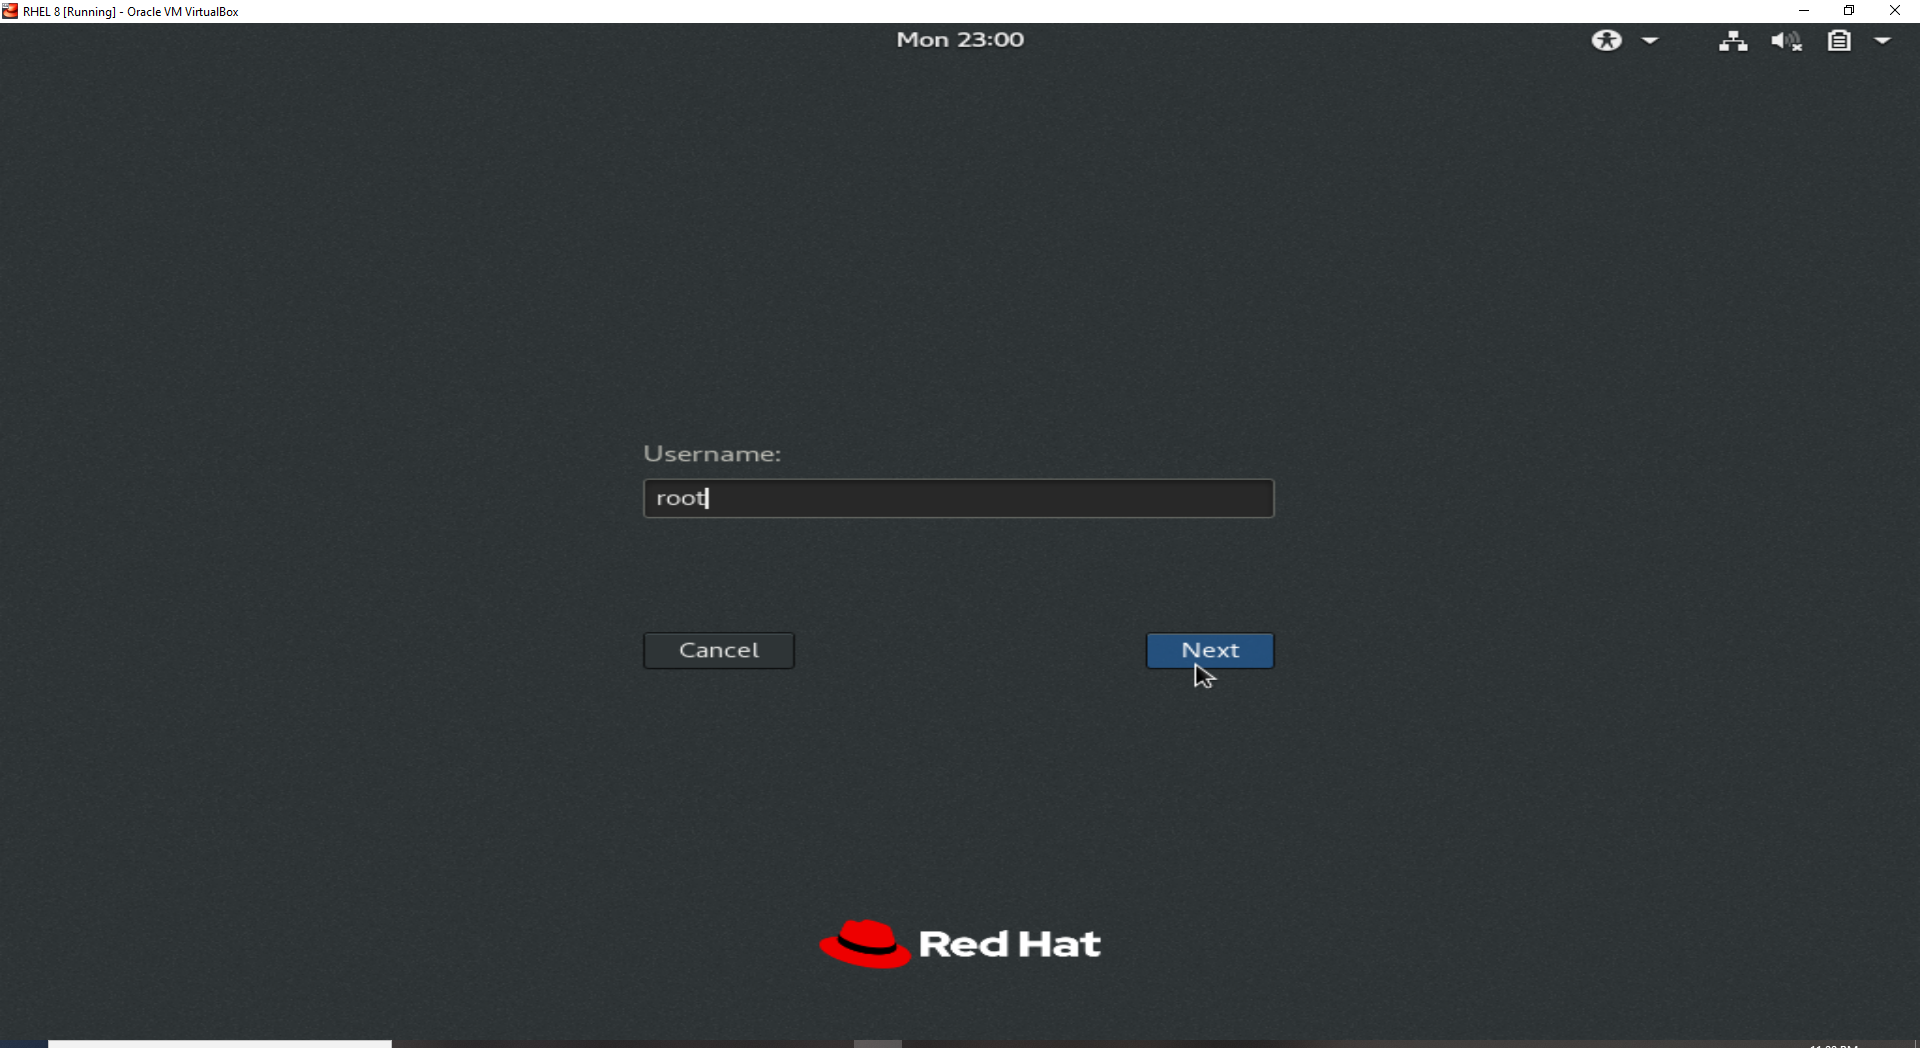 RHEL 8 [Running] - Oracle VM VirtualBox
Mon 23:00
Username:
root
Cancel
Next
Red Hat